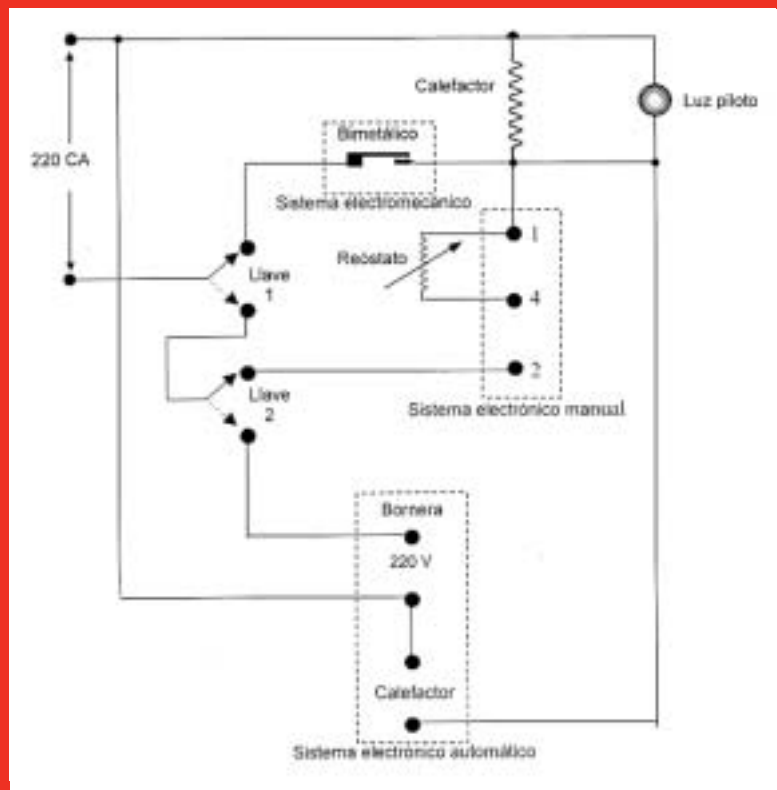 Calefactor
Luz piloto
Bimetálico
220 CA
Sistema electromecánico
1
Reóstato
Llave
1
4
2
Llave
2
Sistema electrónico manual
Bornera
220 V
Calefactor
Sistema electrónico automático